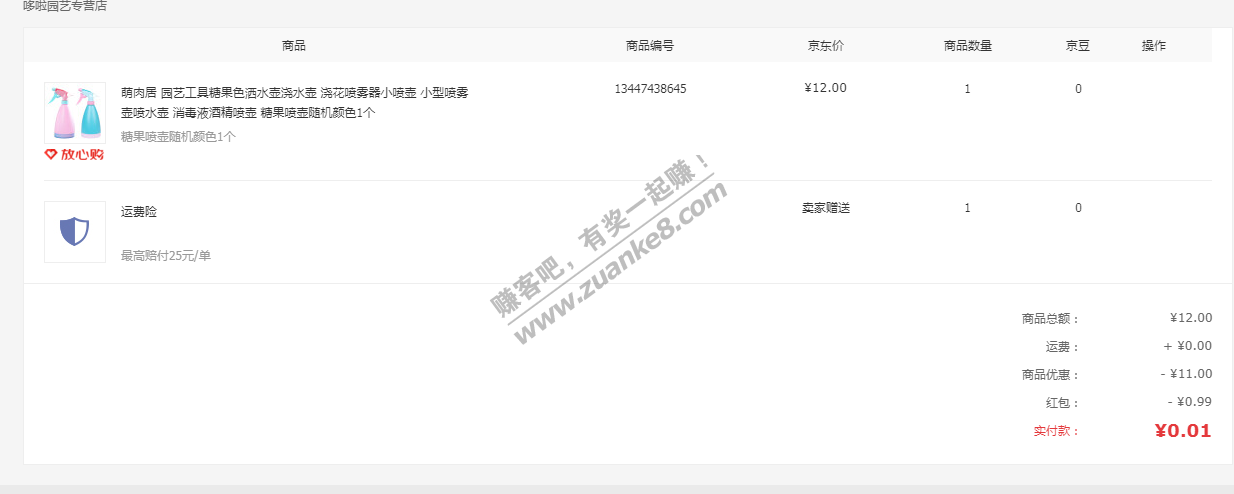 哆啦园艺专营店
商品 商品编号 京东价 商品数量 京豆 操作
萌肉居 园艺工具糖果色洒水壶浇水壶 浇花喷雾器小喷壶 小型喷雾 13447438645 ¥12.00 1 0
壶喷水壶 消毒液酒精喷壶 糖果喷壶随机颜色1个
糖果喷壶随机颜色1个
放心购
运费险 卖家赠送 1 0
最高赔付25元/单
赚客吧，有奖一起赚！
www.zuanke8.com
商品总额： ¥12.00
运费： + ¥0.00
商品优惠： - ¥11.00
红包： - ¥0.99
实付款： ¥0.01